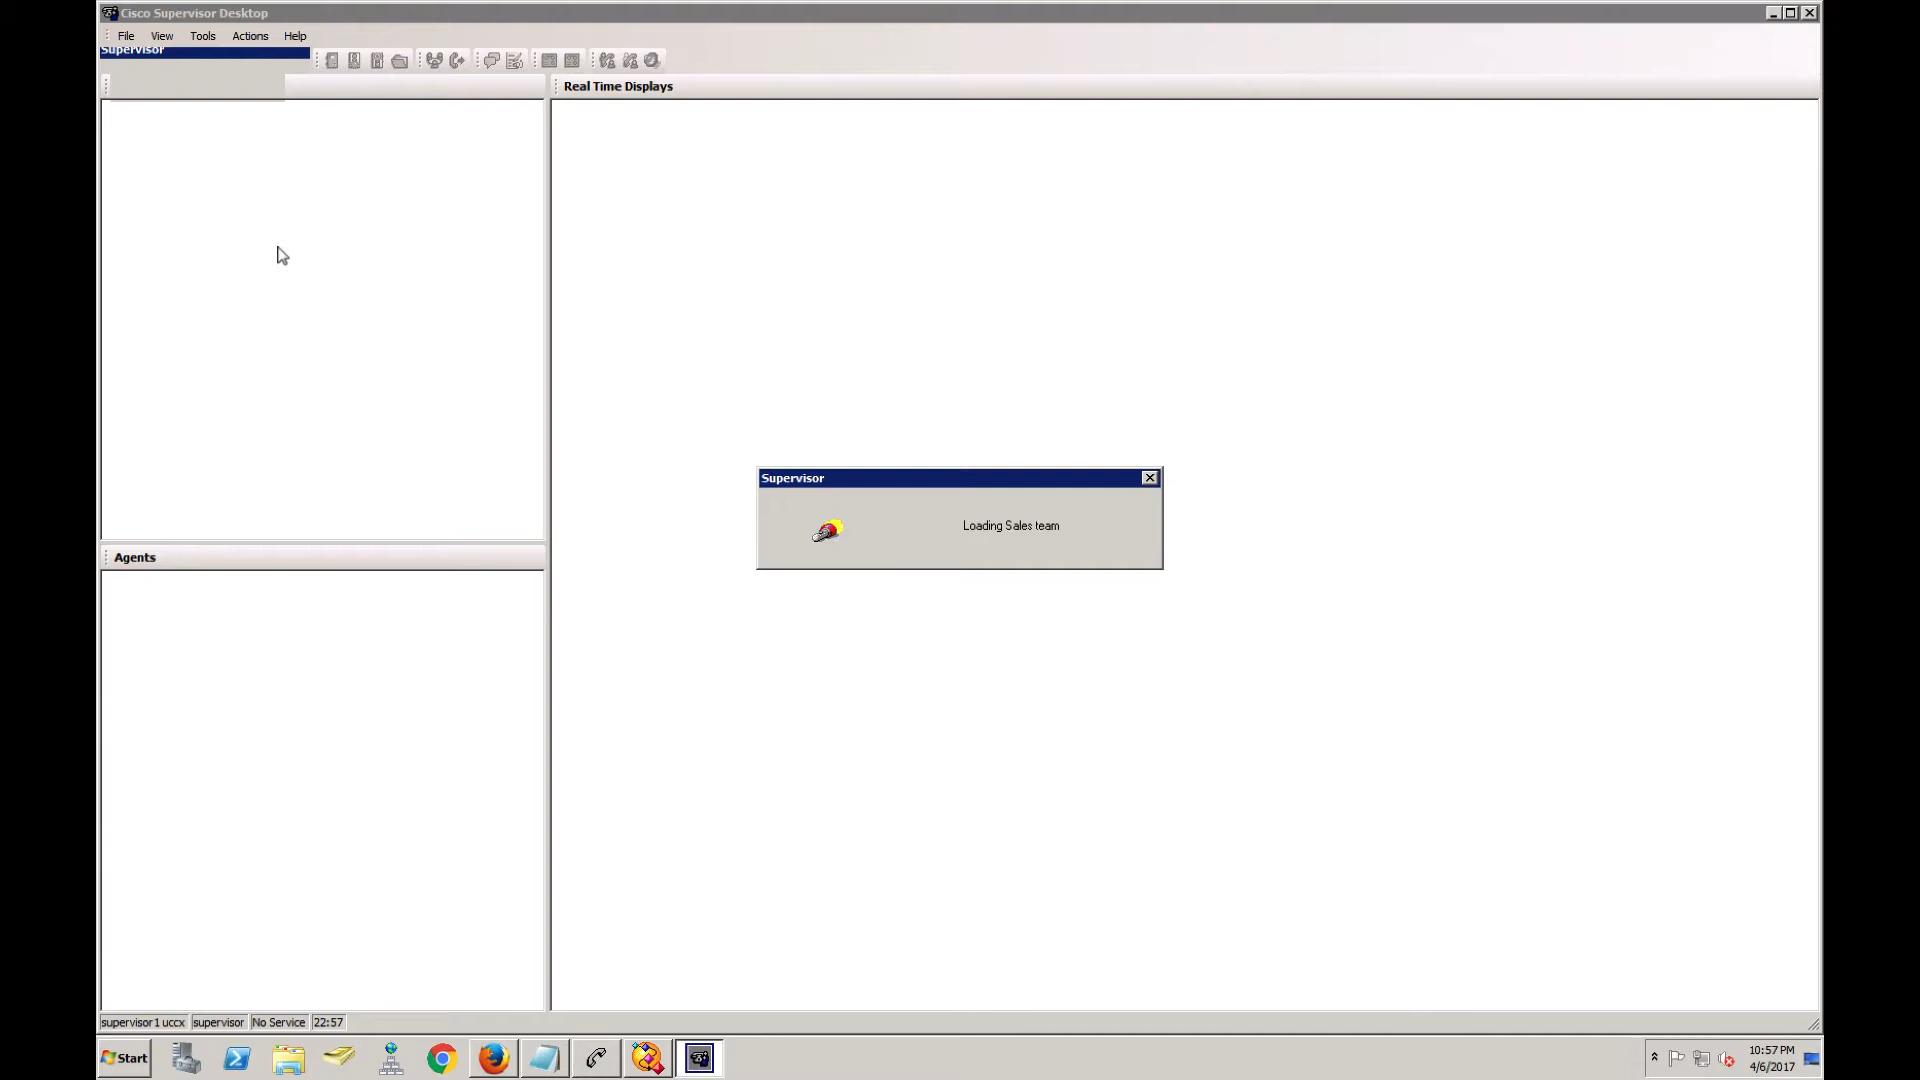 Cisco Supervisor Desktop
File View Tools Actions Help
Supervisor
Real Time Displays
Supervisor
Loading Sales team
Agents
supervisor1 uccx supervisor No Service 22:57
Start
10:57 PM
4/6/2017